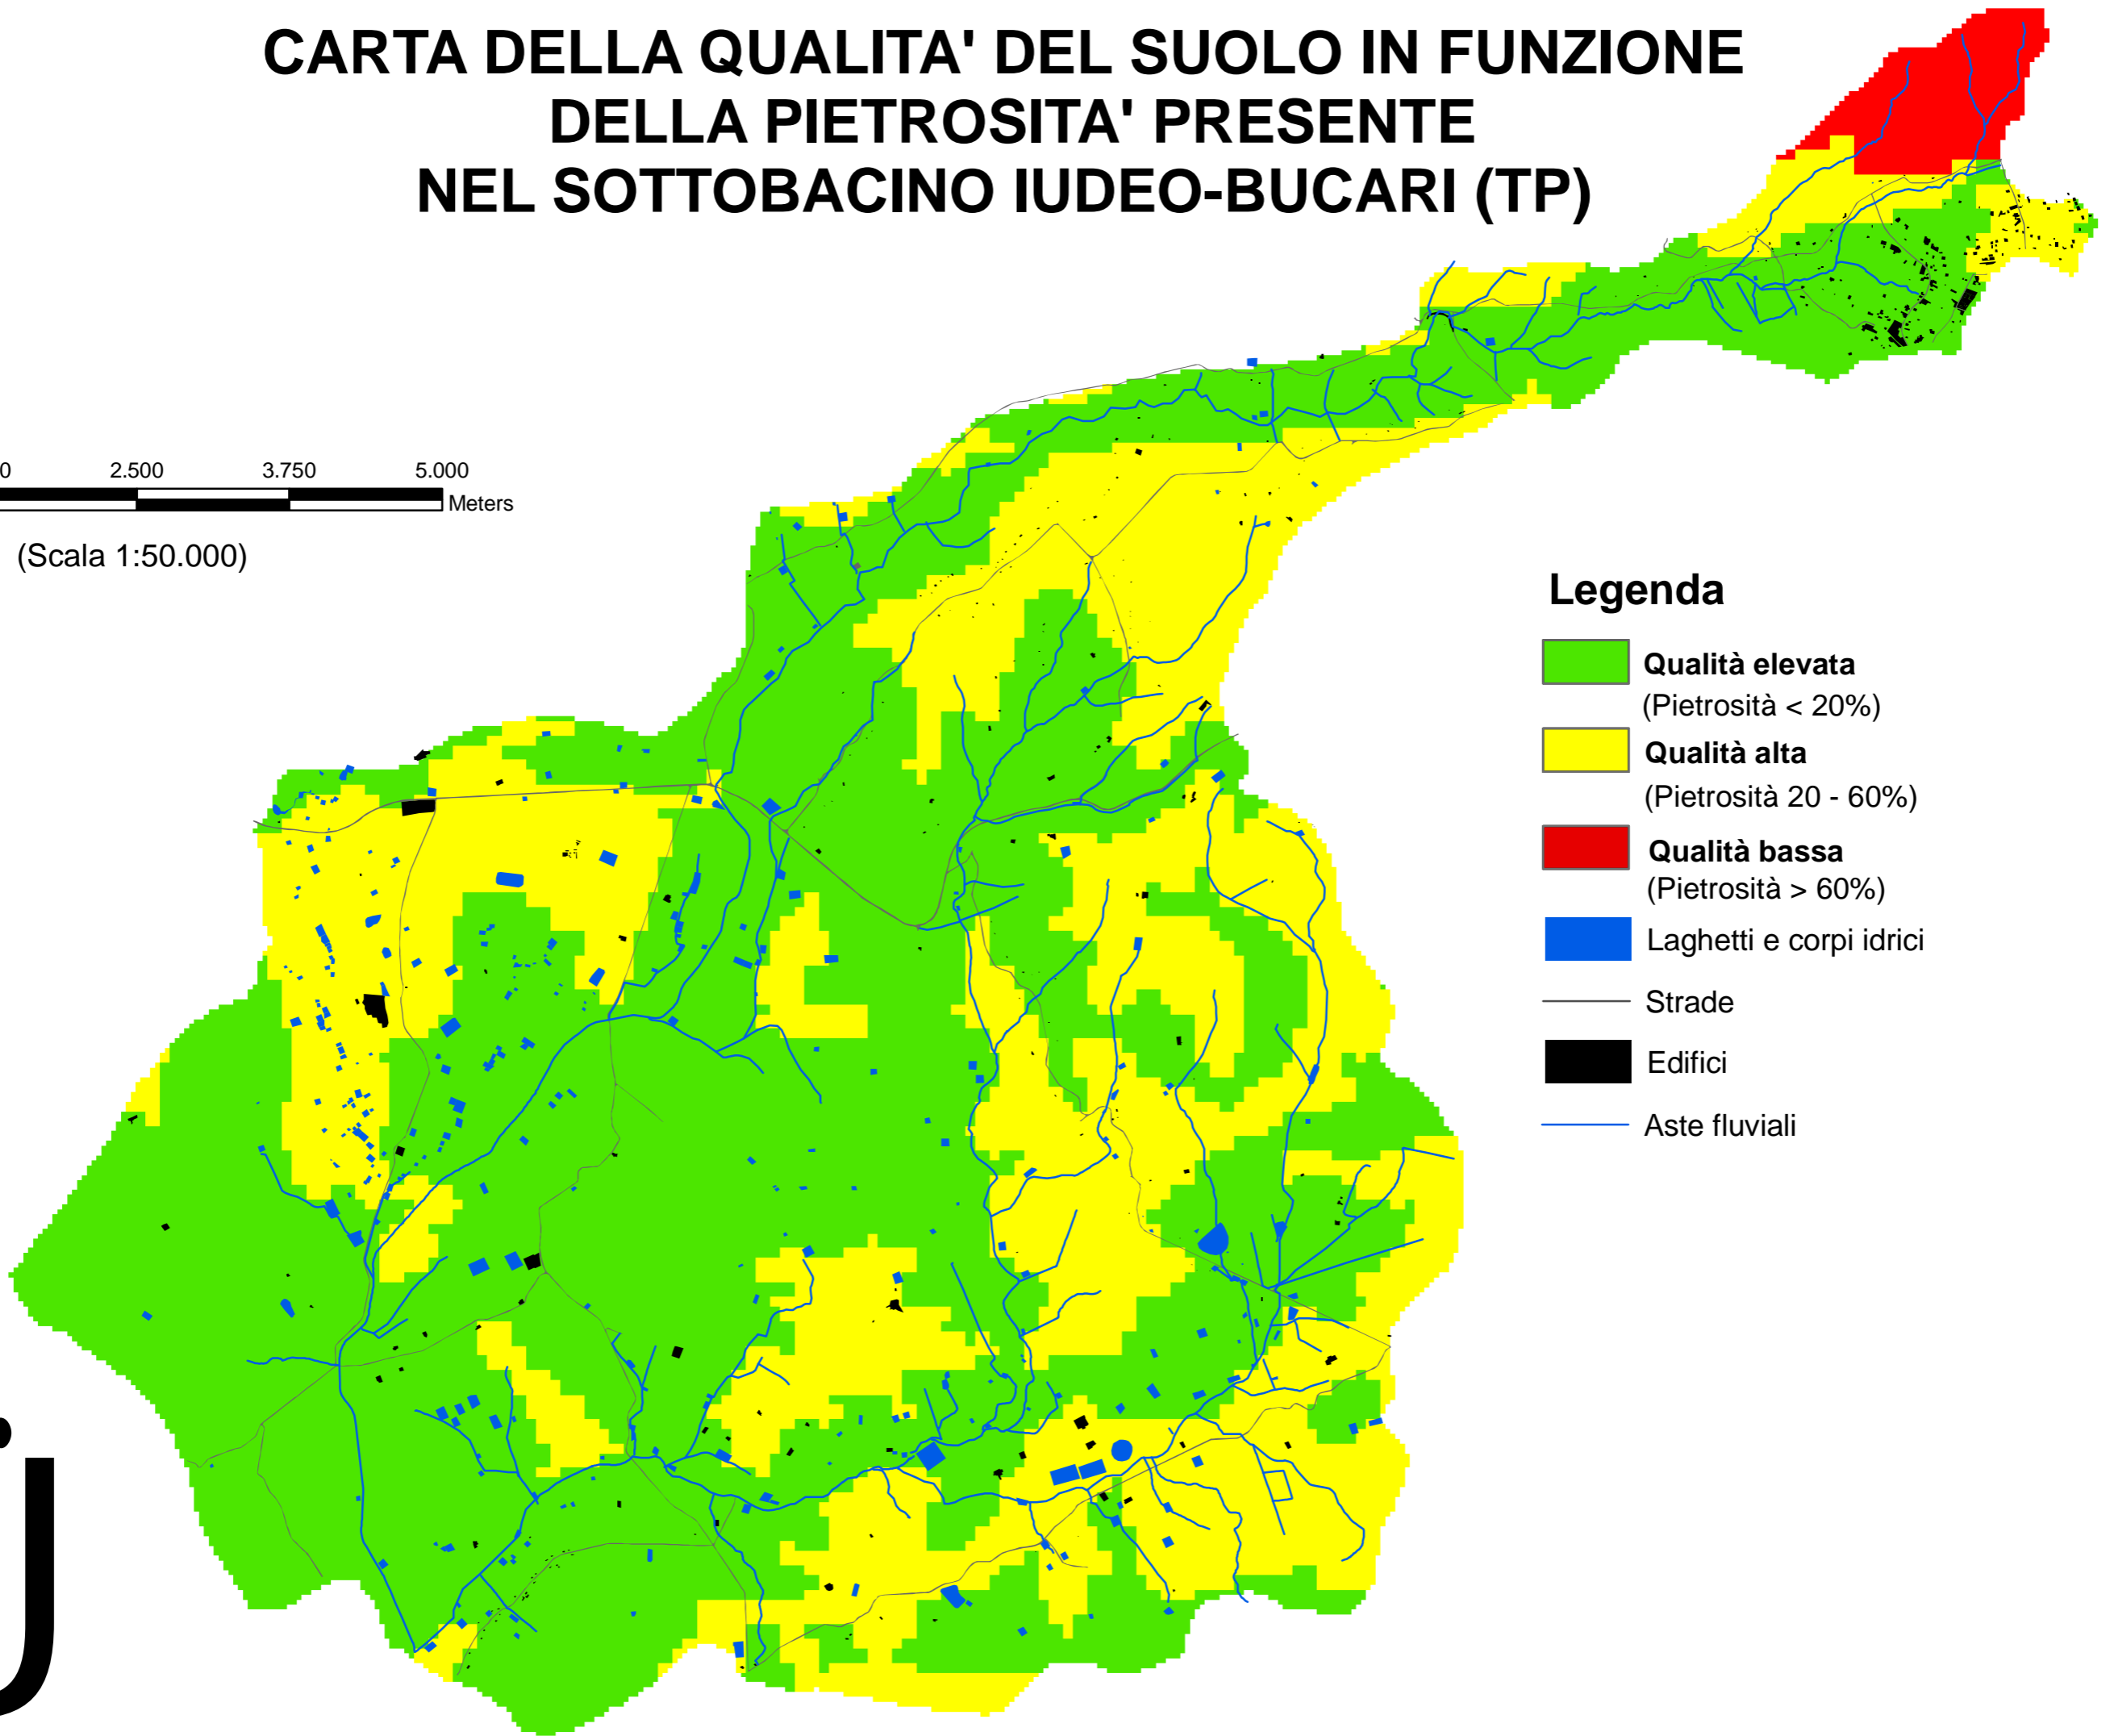 CARTA DELLA QUALITA' DEL SUOLO IN FUNZIONE
DELLA PIETROSITA' PRESENTE
NEL SOTTOBACINO IUDEO-BUCARI (TP)
0 2.500 3.750 5.000
Meters
(Scala 1:50.000)
Legenda
Qualità elevata
(Pietrosità < 20%)
Qualità alta
(Pietrosità 20 - 60%)
Qualità bassa
(Pietrosità > 60%)
Laghetti e corpi idrici
Strade
Edifici
Aste fluviali
j